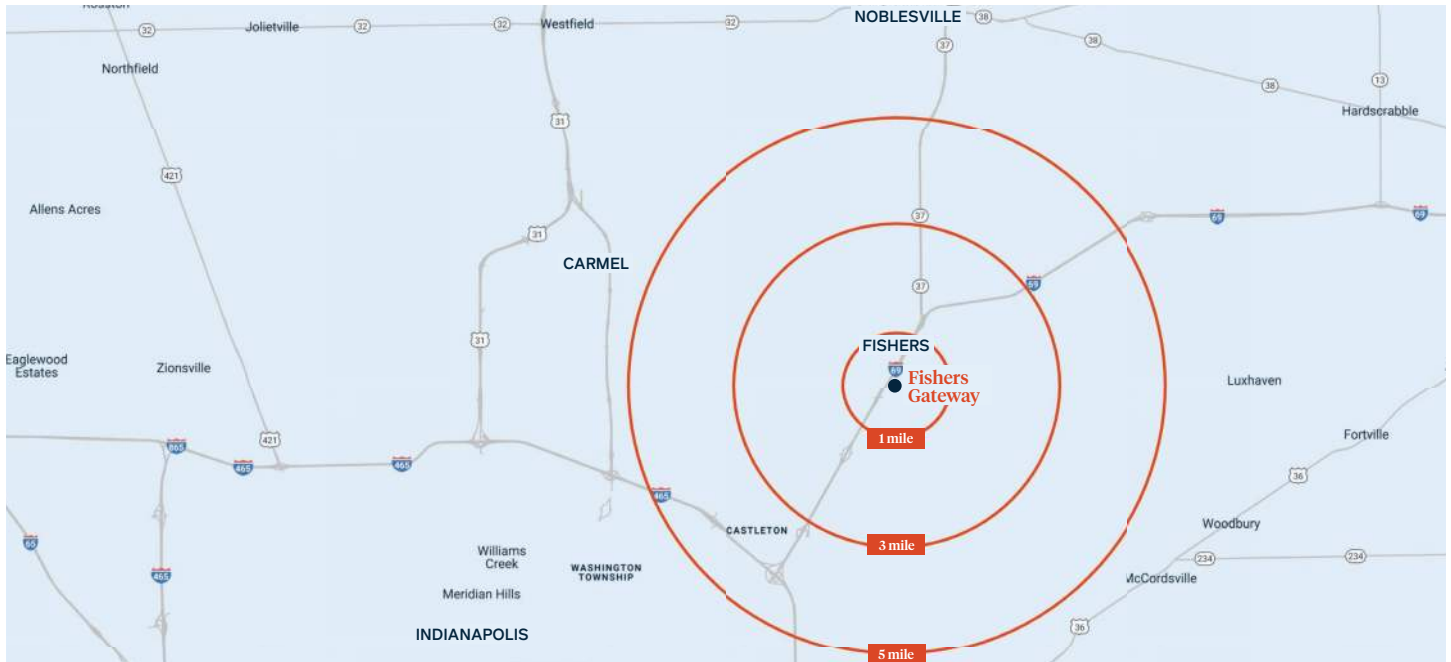 NOBLESVILLE
38
32
Jolietville
32
32
Westfield
32
37
38
Northfield
13
38
Hardscrabble
31
421
Allens Acres
37
69
69
31
CARMEL
69
37
31
FISHERS
Eaglewood
Estates
Zionsville
69
Fishers
Gateway
Luxhaven
421
865
465
465
1 mile
Fortville
36
465
65
CASTLETON
3 mile
Woodbury
Williams
Creek
WASHINGTON
TOWNSHIP
465
234
234
McCordsville
Meridian Hills
36
INDIANAPOLIS
5 mile